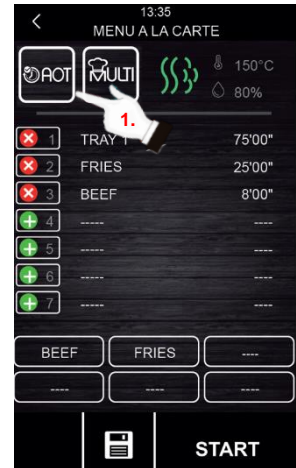 13:35
MENU A LA CARTE
AOT MULTI 150°C
80%
1.
1 TRAY 1 75'00"
2 FRIES 25'00"
3 BEEF 8'00"
4 ----- ----
5 ----- ----
6 ----- ----
7 ----- ----
BEEF FRIES ----
---- ---- ----
START